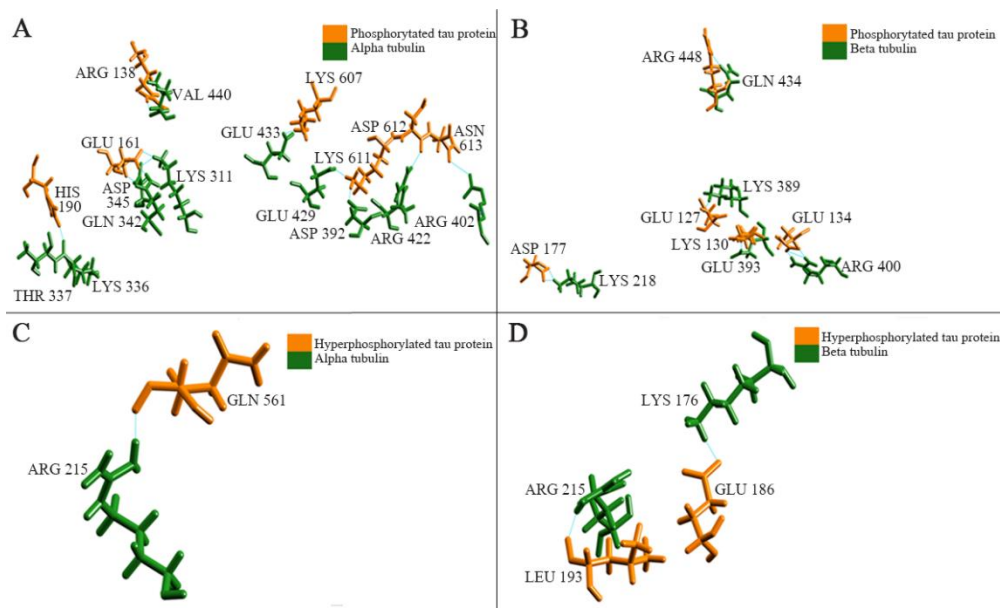 A
Phosphorytated tau protein
Alpha tubulin
ARG 138
VAL 440
LYS 607
GLU 433
ASP 612
ASN
613
GLU 161
LYS 611
HIS
190
ASP
345
LYS 311
GLN 342
GLU 429
ASP 392
ARG 422
ARG 402
THR 337
LYS 336
B
Phosphorytated tau protein
Beta tubulin
ARG 448
GLN 434
LYS 389
GLU 127
GLU 134
LYS 130
GLU 393
ASP 177
LYS 218
ARG 400
C
Hyperphosphorylated tau protein
Alpha tubulin
GLN 561
ARG 215
D
Hyperphosphorylated tau protein
Beta tubulin
LYS 176
ARG 215
GLU 186
LEU 193